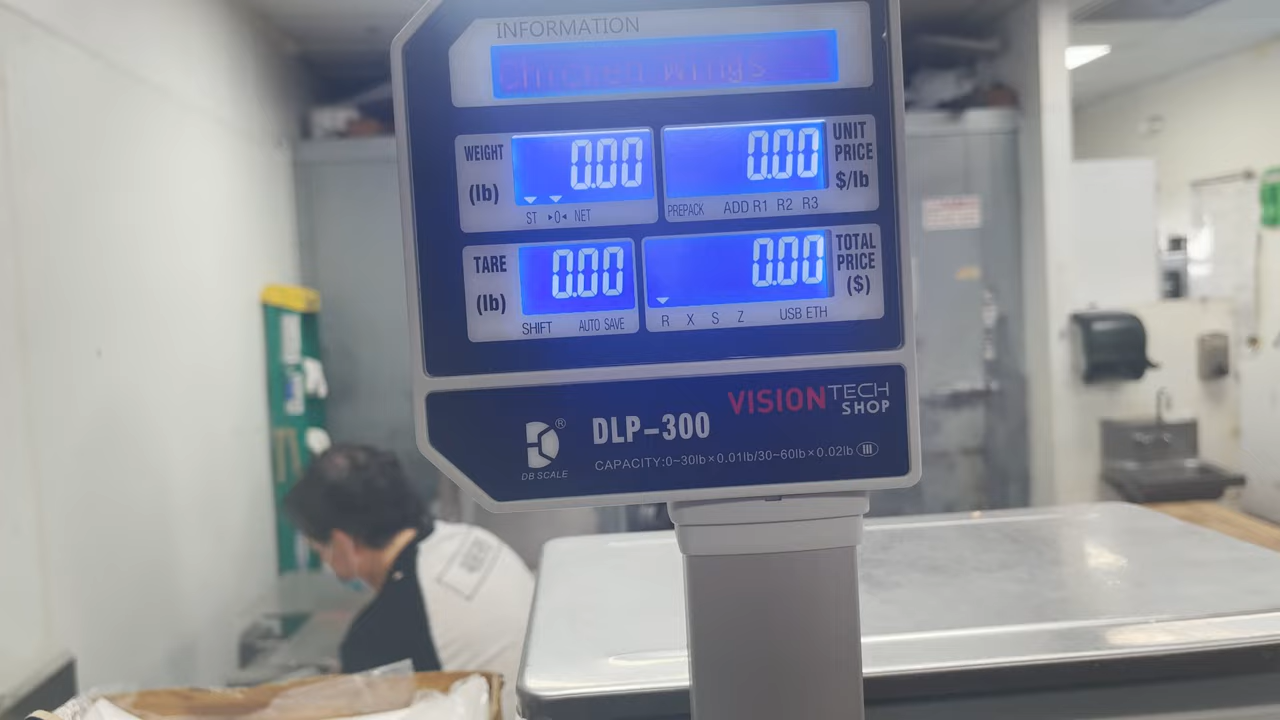 INFORMATION
chicken wings
WEIGHT
(lb)
0.00
ST ▸0◂ NET
0.00
UNIT
PRICE
$/lb
PREPACK ADD R1 R2 R3
TARE
(lb)
0.00
SHIFT AUTO SAVE
0.00
TOTAL
PRICE
($)
R X S Z USB ETH
VISIONTECH
SHOP
DB SCALE
®
DLP-300
CAPACITY:0~30lb×0.01lb/30~60lb×0.02lb III